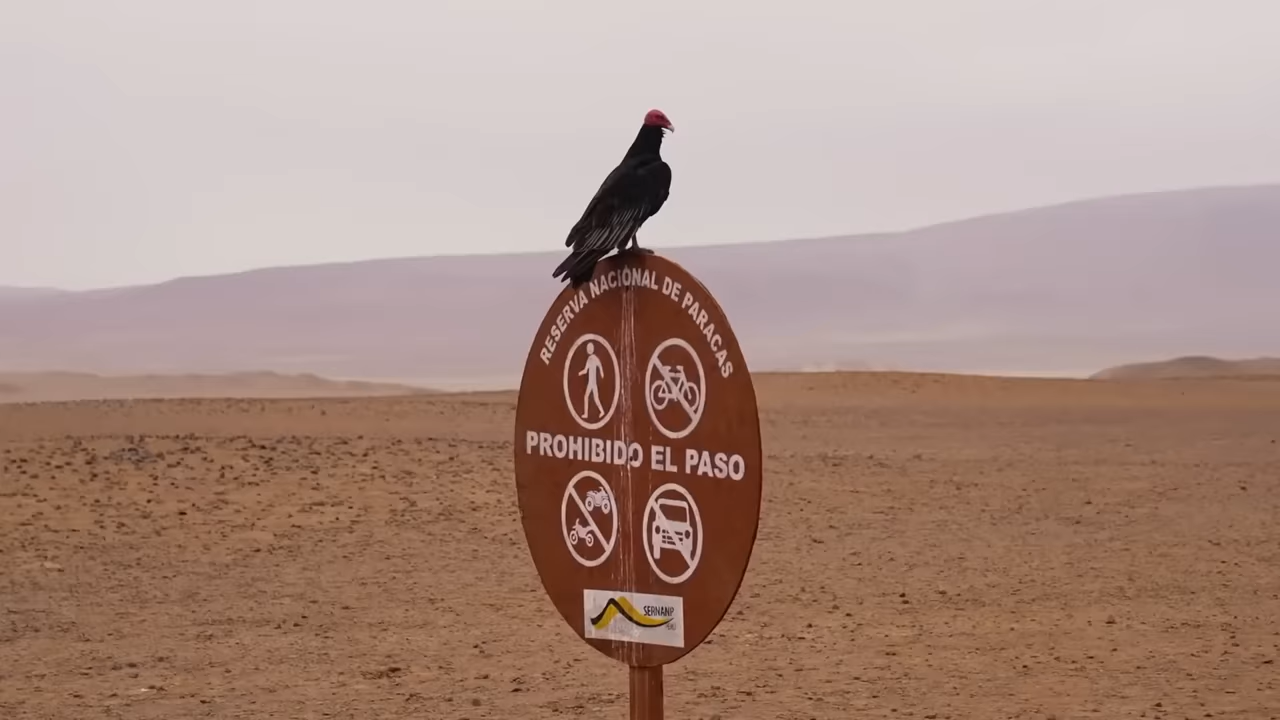 RESERVA NACIONAL DE PARACAS
PROHIBIDO EL PASO
SERNANP